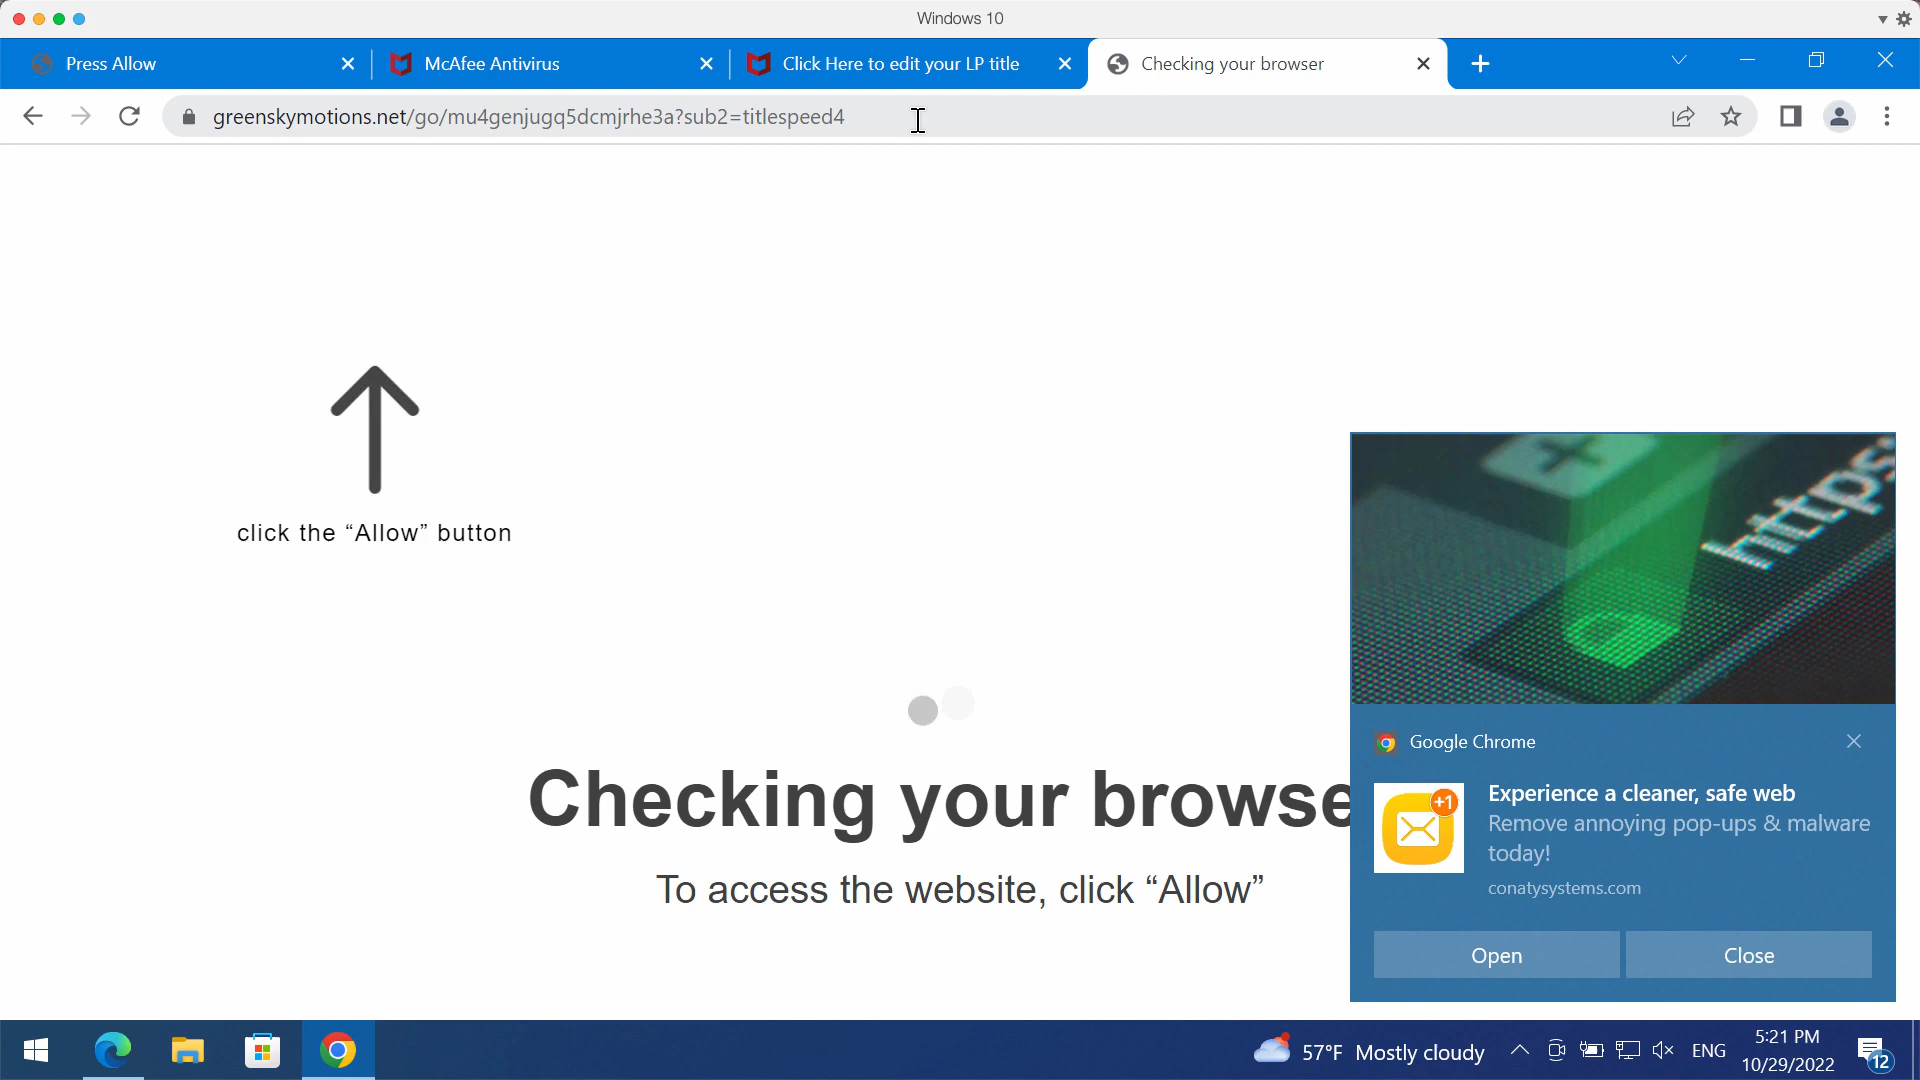 Windows 10
Press Allow
McAfee Antivirus
Click Here to edit your LP title
Checking your browser
greenskymotions.net/go/mu4genjugq5dcmjrhe3a?sub2=titlespeed4
click the “Allow” button
https
Google Chrome
+1
Experience a cleaner, safe web
Remove annoying pop-ups & malware
today!
conatysystems.com
Open
Close
Checking your browse
To access the website, click “Allow”
57°F Mostly cloudy
ENG
5:21 PM
10/29/2022
12